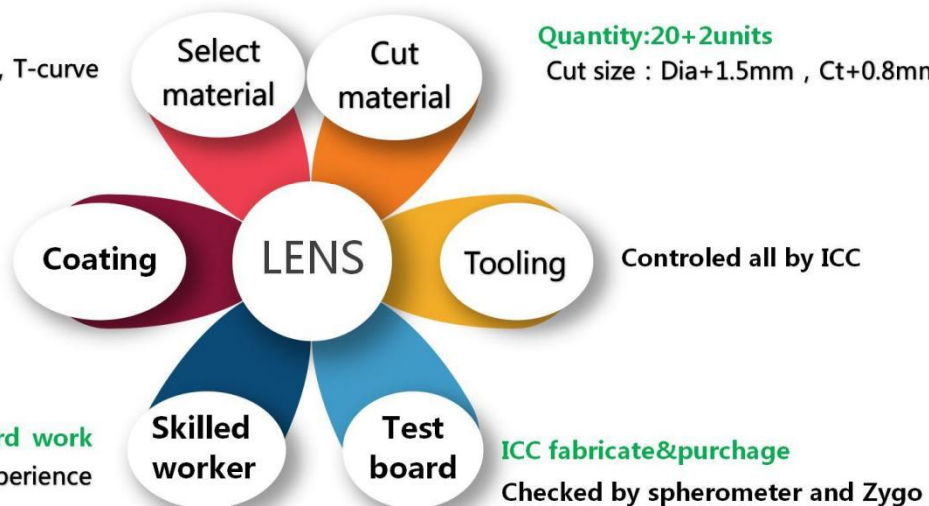 , T-curve
Select
material
Cut
material
Quantity:20+2units
Cut size : Dia+1.5mm , Ct+0.8mm
Coating
LENS
Tooling
Controled all by ICC
rd work
perience
Skilled
worker
Test
board
ICC fabricate&purchage
Checked by spherometer and Zygo